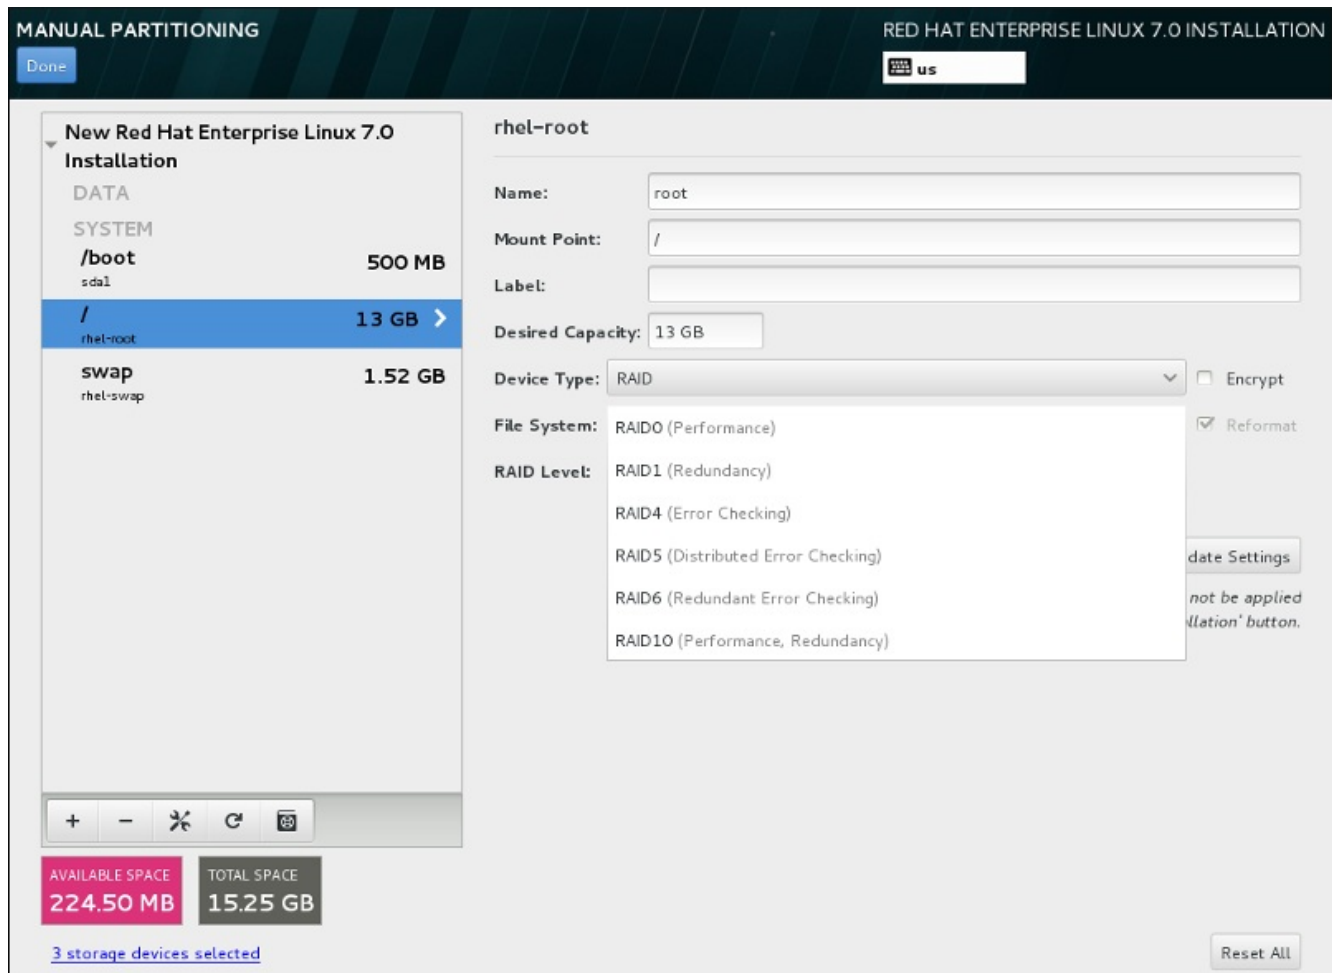 MANUAL PARTITIONING
RED HAT ENTERPRISE LINUX 7.0 INSTALLATION
Done
us
New Red Hat Enterprise Linux 7.0
Installation
DATA
SYSTEM
/boot
500 MB
sda1
/
13 GB
rhel-root
swap
1.52 GB
rhel-swap
AVAILABLE SPACE
224.50 MB
TOTAL SPACE
15.25 GB
3 storage devices selected
rhel-root
Name: root
Mount Point: /
Label:
Desired Capacity: 13 GB
Device Type: RAID
Encrypt
File System:
Reformat
RAID Level:
RAID0 (Performance)
RAID1 (Redundancy)
RAID4 (Error Checking)
RAID5 (Distributed Error Checking)
RAID6 (Redundant Error Checking)
RAID10 (Performance, Redundancy)
date Settings
not be applied
llation' button.
Reset All